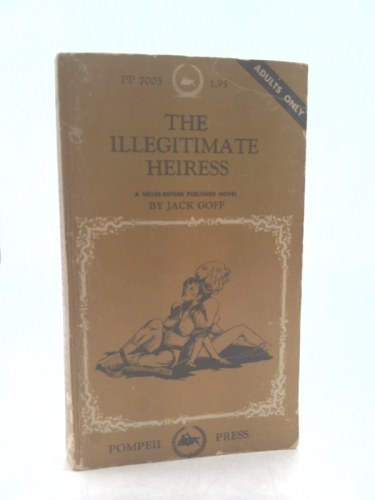 PP 7005
1.95
ADULTS ONLY
THE
ILLEGITIMATE
HEIRESS
A NEVER-BEFORE PUBLISHED NOVEL
BY JACK GOFF
POMPEII PRESS